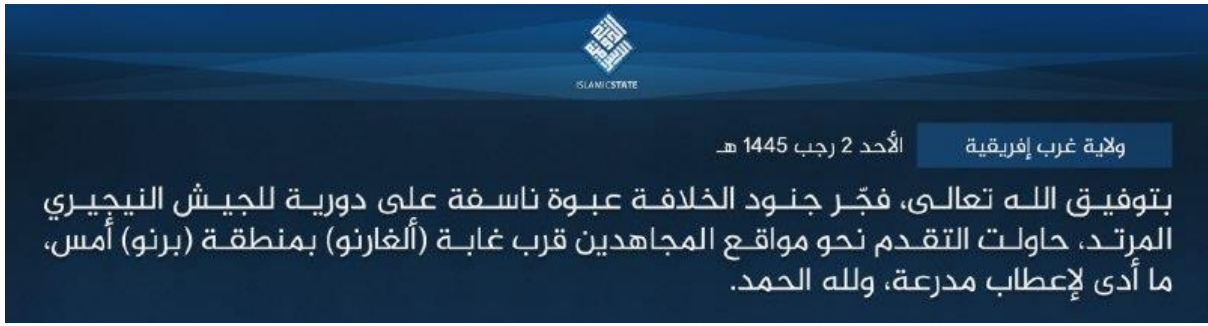 ISLAMICSTATE
ولاية غرب إفريقية الأحد 2 رجب 1445 هـ
بتوفيق الله تعالى، فجّر جنود الخلافة عبوة ناسفة على دورية للجيش النيجيري
المرتد، حاولت التقدم نحو مواقع المجاهدين قرب غابة (ألغارنو) بمنطقة (برنو) أمس،
ما أدى لإعطاب مدرعة، ولله الحمد.